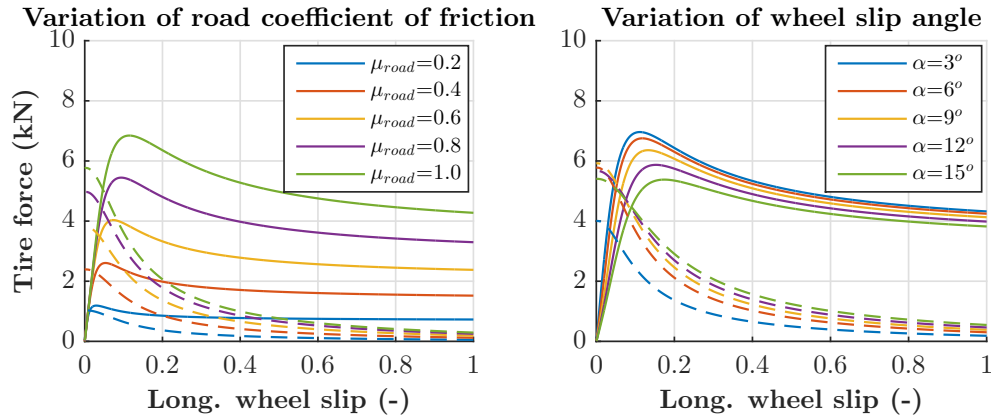 Variation of road coefficient of friction
Tire force (kN)
10
8
6
4
2
0
μroad=0.2
μroad=0.4
μroad=0.6
μroad=0.8
μroad=1.0
0 0.2 0.4 0.6 0.8 1
Long. wheel slip (-)
Variation of wheel slip angle
10
8
6
4
2
0
α=3º
α=6º
α=9º
α=12º
α=15º
0 0.2 0.4 0.6 0.8 1
Long. wheel slip (-)